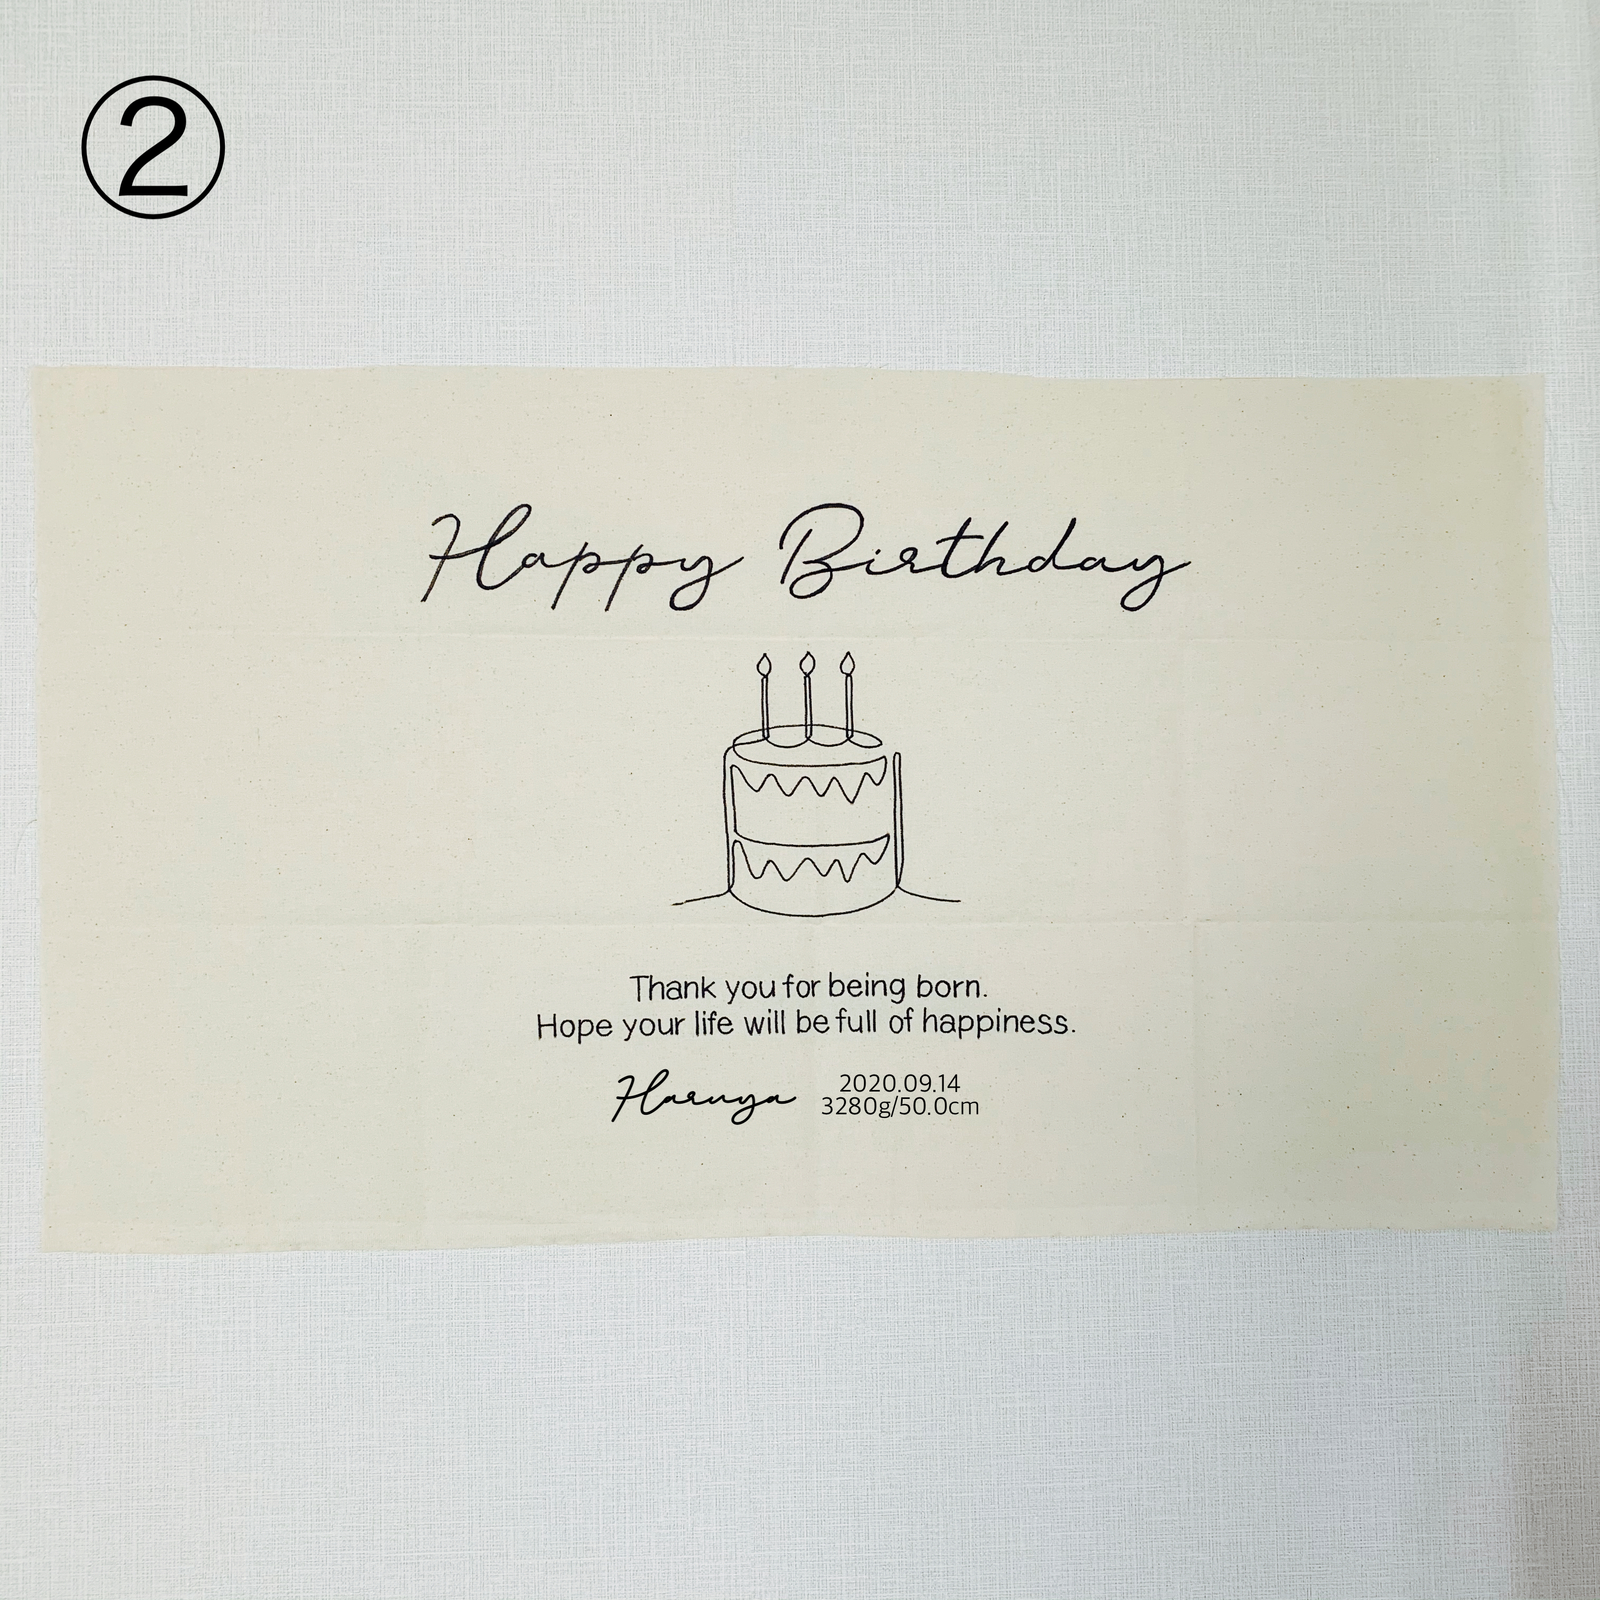 ②
Happy Birthday
Thank you for being born.
Hope your life will be full of happiness.
Haruya
2020.09.14
3280g/50.0cm